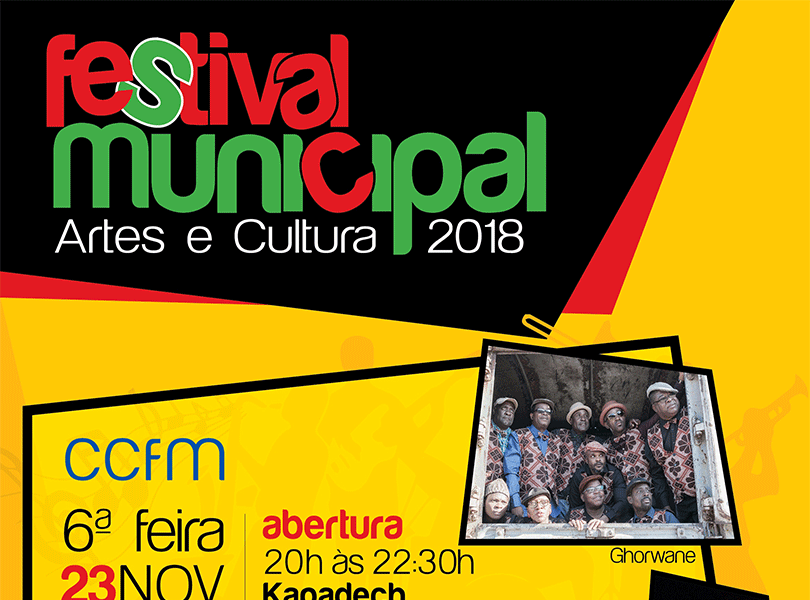 festival
municipal
Artes e Cultura 2018
CCFM
6ª feira
23NOV
abertura
20h às 22:30h
Kapadech
Ghorwane